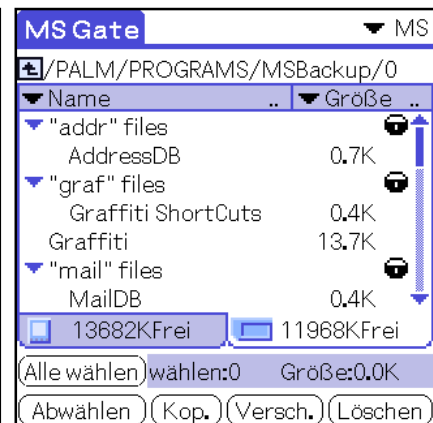 MS Gate MS
/PALM/PROGRAMS/MSBackup/0
Name .. Größe ..
"addr" files
AddressDB 0.7K
"graf" files
Graffiti ShortCuts 0.4K
Graffiti 13.7K
"mail" files
MailDB 0.4K
13682KFrei 11968KFrei
Alle wählen wählen:0 Größe:0.0K
Abwählen Kop. Versch. Löschen